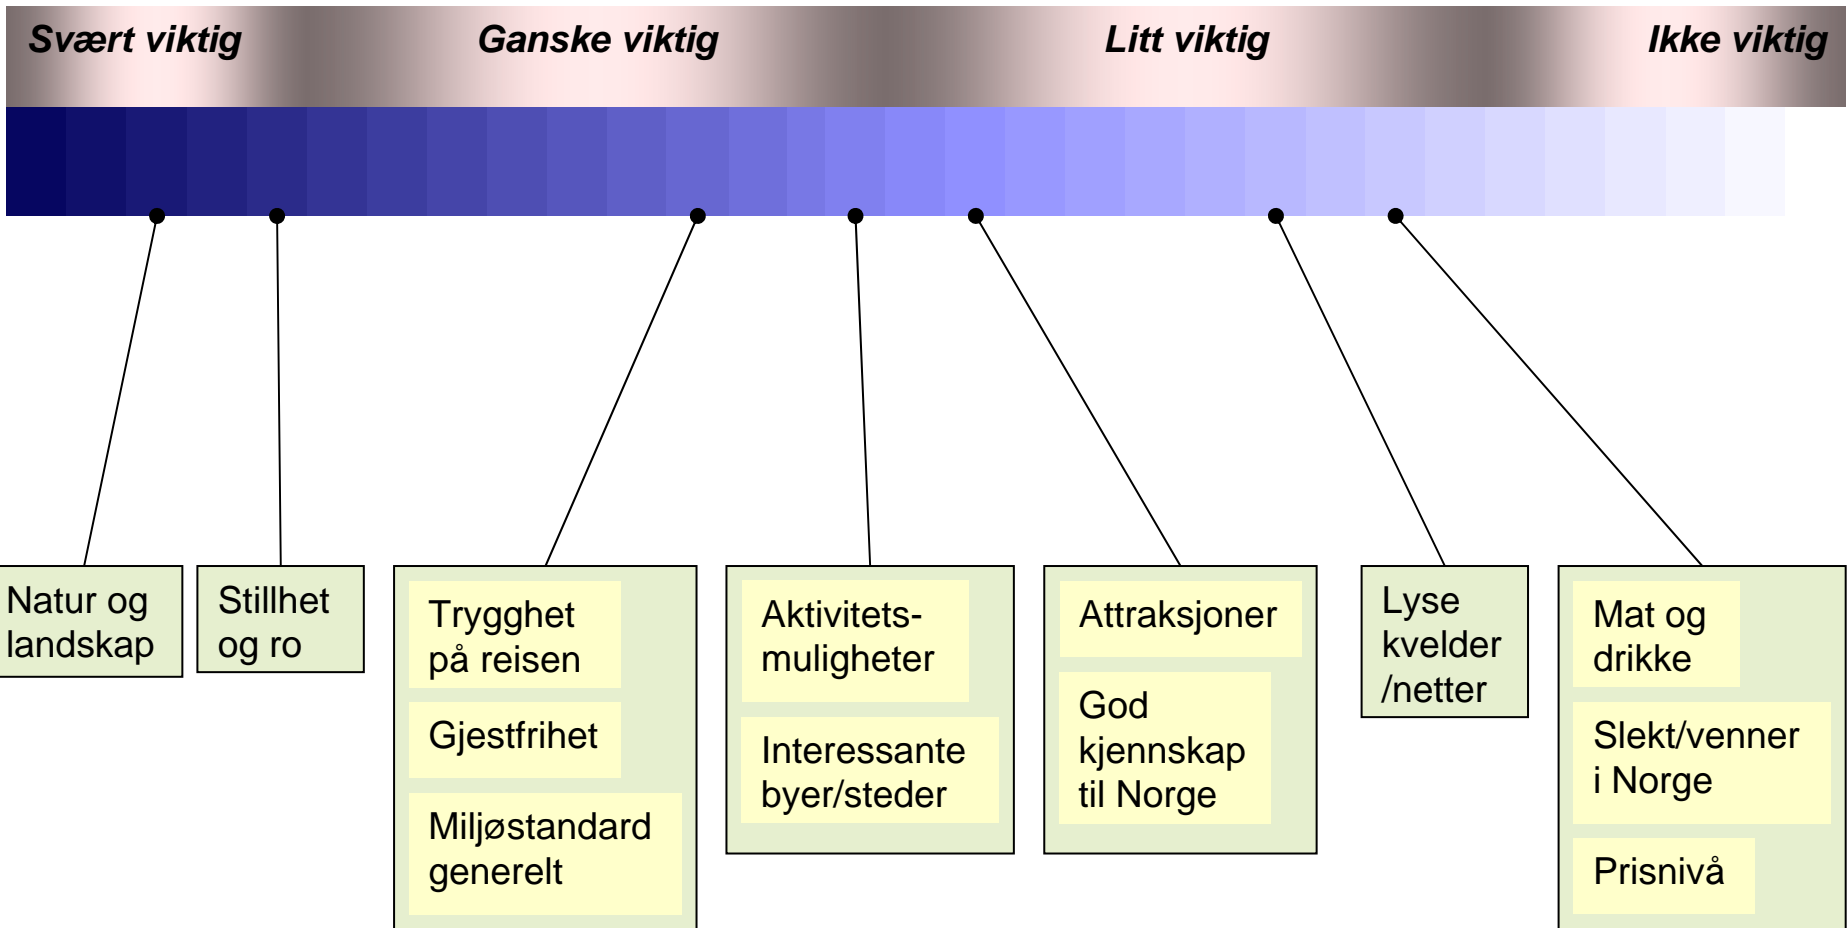 Svært viktig
Ganske viktig
Litt viktig
Ikke viktig
Natur og
landskap
Stillhet
og ro
Trygghet
på reisen
Gjestfrihet
Miljøstandard
generelt
Aktivitets-
muligheter
Interessante
byer/steder
Attraksjoner
God
kjennskap
til Norge
Lyse
kvelder
/netter
Mat og
drikke
Slekt/venner
i Norge
Prisnivå